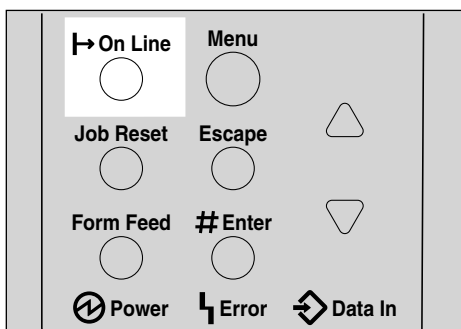 On Line Menu
Job Reset Escape
Form Feed # Enter
Power Error Data In